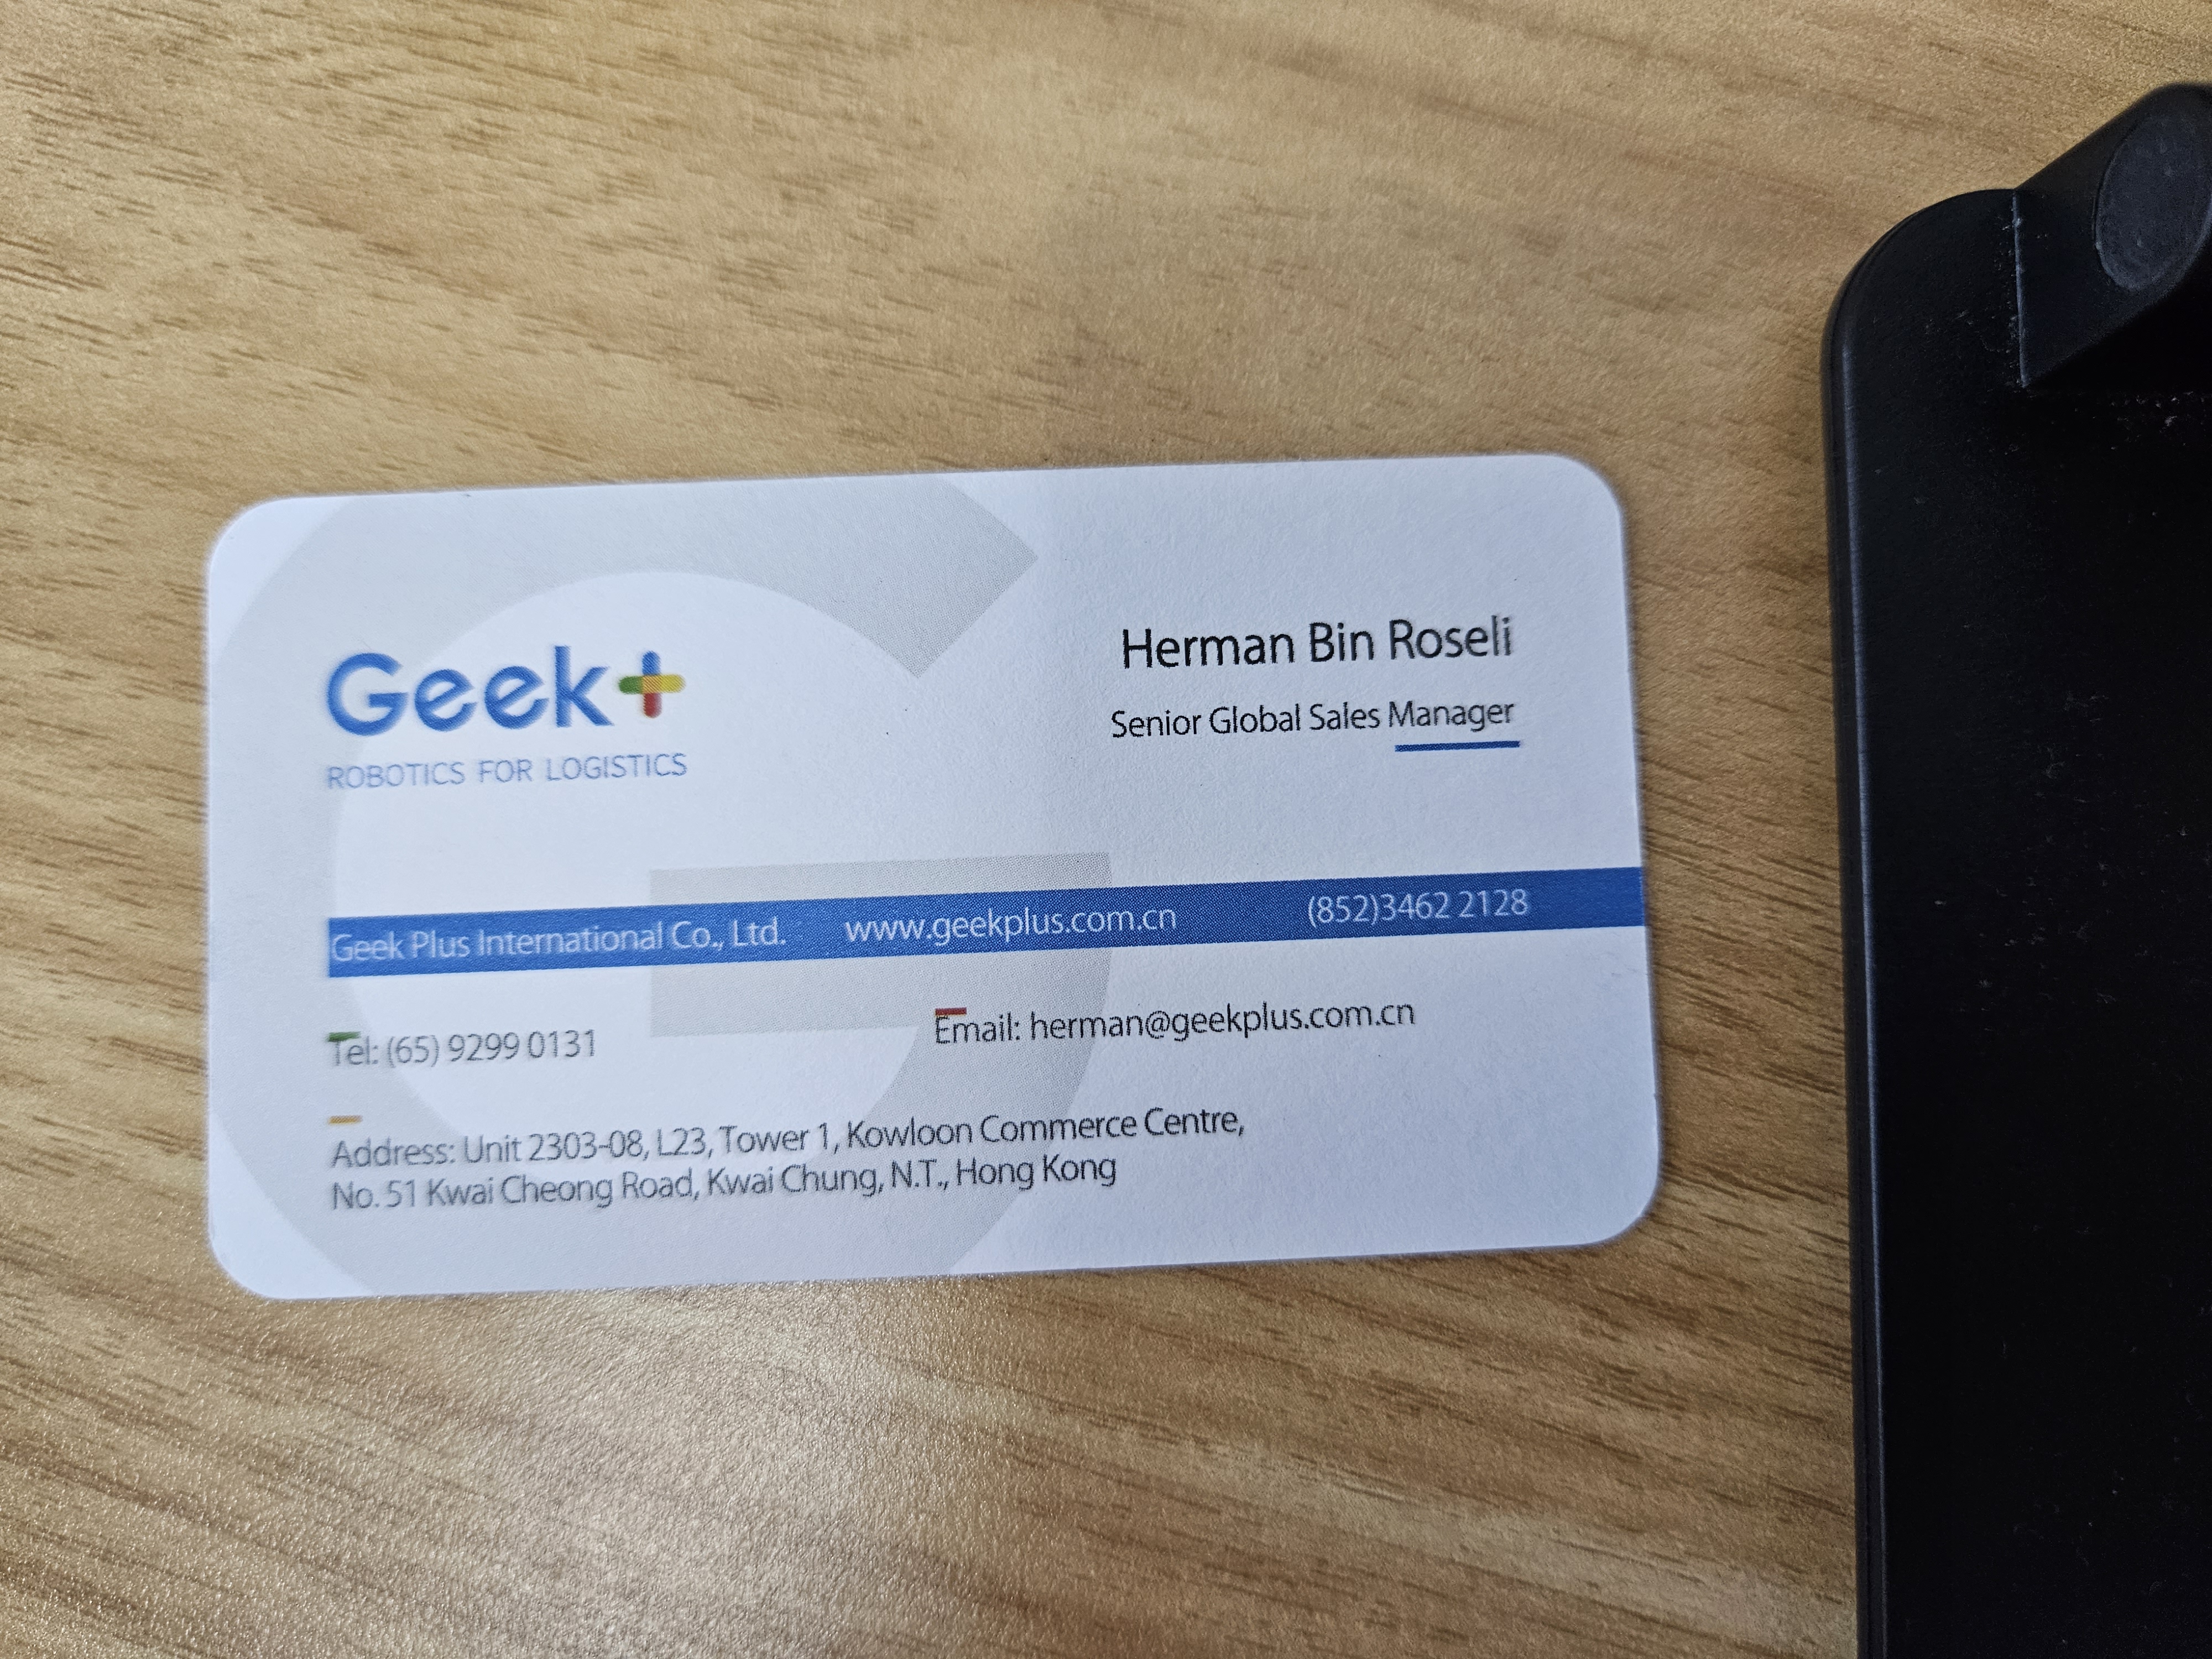 Geek+
ROBOTICS FOR LOGISTICS
Herman Bin Roseli
Senior Global Sales Manager
Geek Plus International Co., Ltd. www.geekplus.com.cn (852)3462 2128
Tel: (65) 9299 0131 Email: herman@geekplus.com.cn
Address: Unit 2303-08, L23, Tower 1, Kowloon Commerce Centre,
No. 51 Kwai Cheong Road, Kwai Chung, N.T., Hong Kong